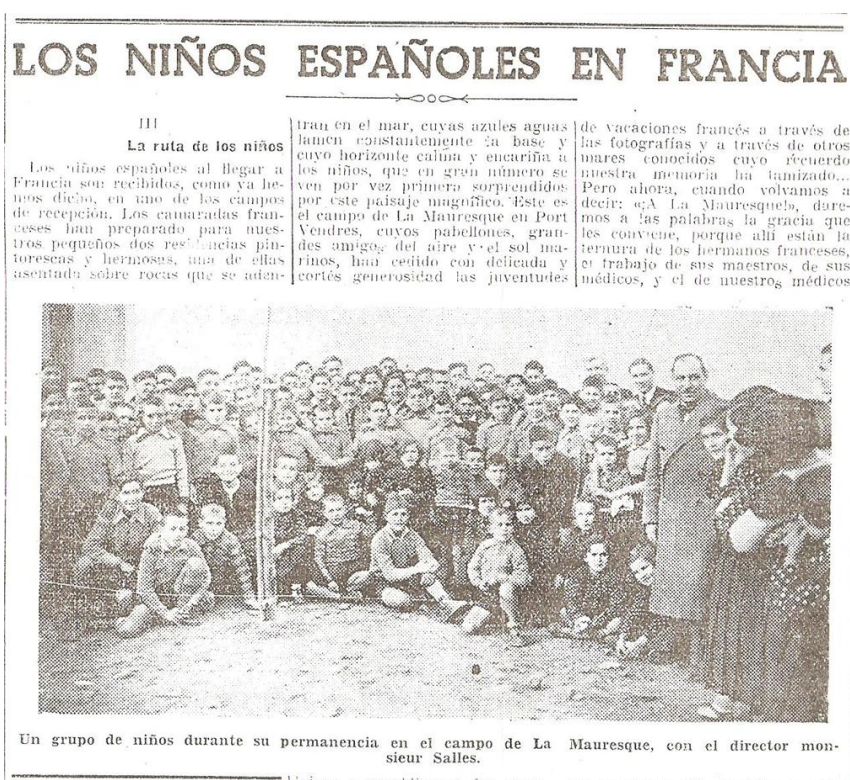 LOS NIÑOS ESPAÑOLES EN FRANCIA
III
La ruta de los niños
Los niños españoles al llegar a
Francia son recibidos, como ya he-
mos dicho, en uno de los campos
de recepción. Los camaradas fran-
ceses han preparado para nues-
tros pequeños dos residencias pin-
torescas y hermosas, una de ellas
asentada sobre rocas que se aden-
tran en el mar, cuyas azules aguas
lamen constantemente la base y
cuyo horizonte calma y encariña a
los niños, que en gran número se
ven por vez primera sorprendidos
por este paisaje magnífico. Este es
el campo de La Mauresque en Port
Vendres, cuyos pabellones, gran-
des amigos del aire y el sol ma-
rinos, han cedido con delicada y
cortés generosidad las juventudes
de vacaciones francés a través de
las fotografías y a través de otros
mares conocidos cuyo recuerdo
nuestra memoria ha tamizado...
Pero ahora, cuando volvamos a
decir: «¡A La Mauresque!», dare-
mos a las palabras la gracia que
les conviene, porque allí están la
ternura de los hermanos franceses,
el trabajo de sus maestros, de sus
médicos, y el de nuestros médicos
Un grupo de niños durante su permanencia en el campo de La Mauresque, con el director mon-
sieur Salles.